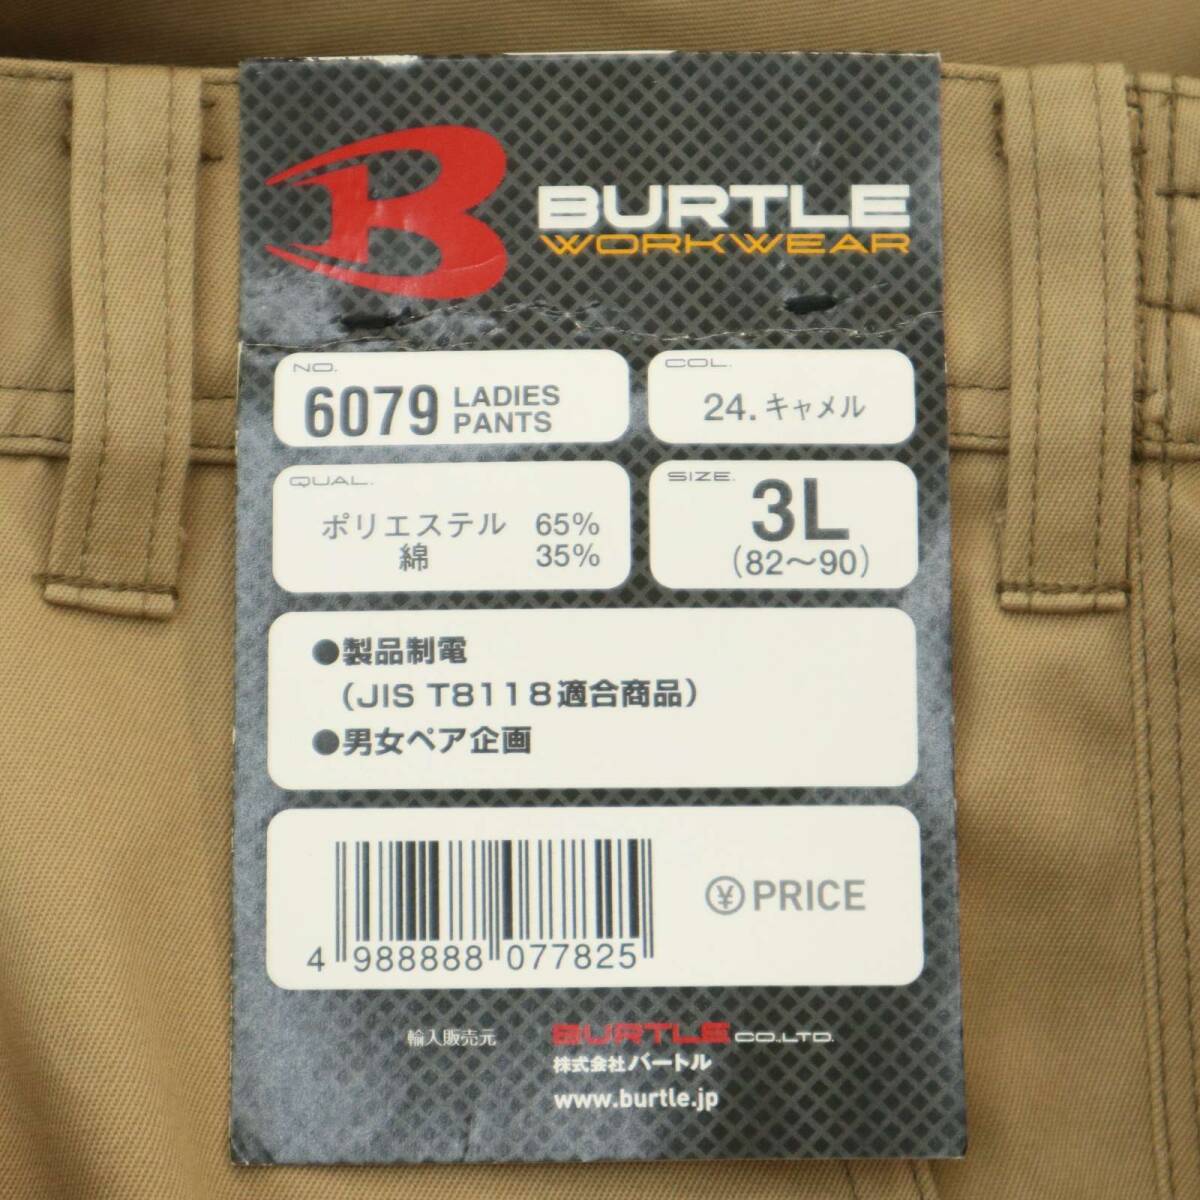 BURTLE
WORKWEAR
NO.
6079 LADIES PANTS
COL.
24. キャメル
QUAL.
ポリエステル 65%
綿 35%
SIZE.
3L
(82〜90)
●製品制電
(JIS T8118適合商品)
●男女ペア企画
¥ PRICE
4 988888 077825
輸入販売元 BURTLE CO.,LTD.
株式会社バートル
www.burtle.jp